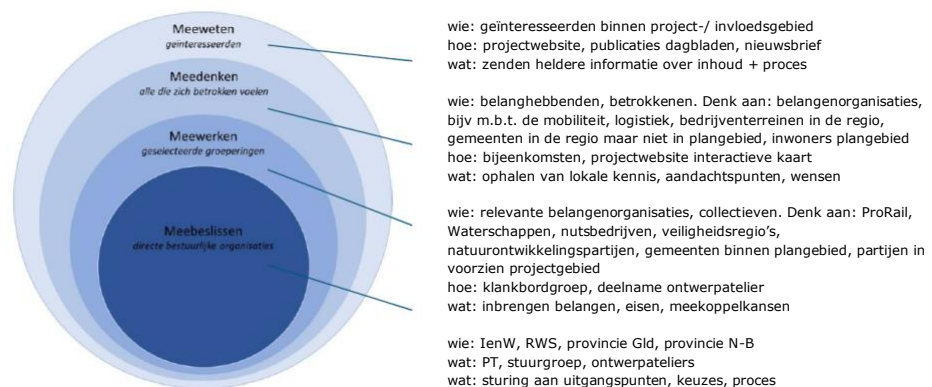 Meeweten
geïnteresseerden
Meedenken
alle die zich betrokken voelen
Meewerken
geselecteerde groeperingen
Meebeslissen
directe bestuurlijke organisaties
wie: geïnteresseerden binnen project-/ invloedsgebied
hoe: projectwebsite, publicaties dagbladen, nieuwsbrief
wat: zenden heldere informatie over inhoud + proces
wie: belanghebbenden, betrokkenen. Denk aan: belangenorganisaties,
bijv m.b.t. de mobiliteit, logistiek, bedrijventerreinen in de regio,
gemeenten in de regio maar niet in plangebied, inwoners plangebied
hoe: bijeenkomsten, projectwebsite interactieve kaart
wat: ophalen van lokale kennis, aandachtspunten, wensen
wie: relevante belangenorganisaties, collectieven. Denk aan: ProRail,
Waterschappen, nutsbedrijven, veiligheidsregio's,
natuurontwikkelingspartijen, gemeenten binnen plangebied, partijen in
voorzien projectgebied
hoe: klankbordgroep, deelname ontwerpatelier
wat: inbrengen belangen, eisen, meekoppelkansen
wie: IenW, RWS, provincie Gld, provincie N-B
wat: PT, stuurgroep, ontwerpateliers
wat: sturing aan uitgangspunten, keuzes, proces